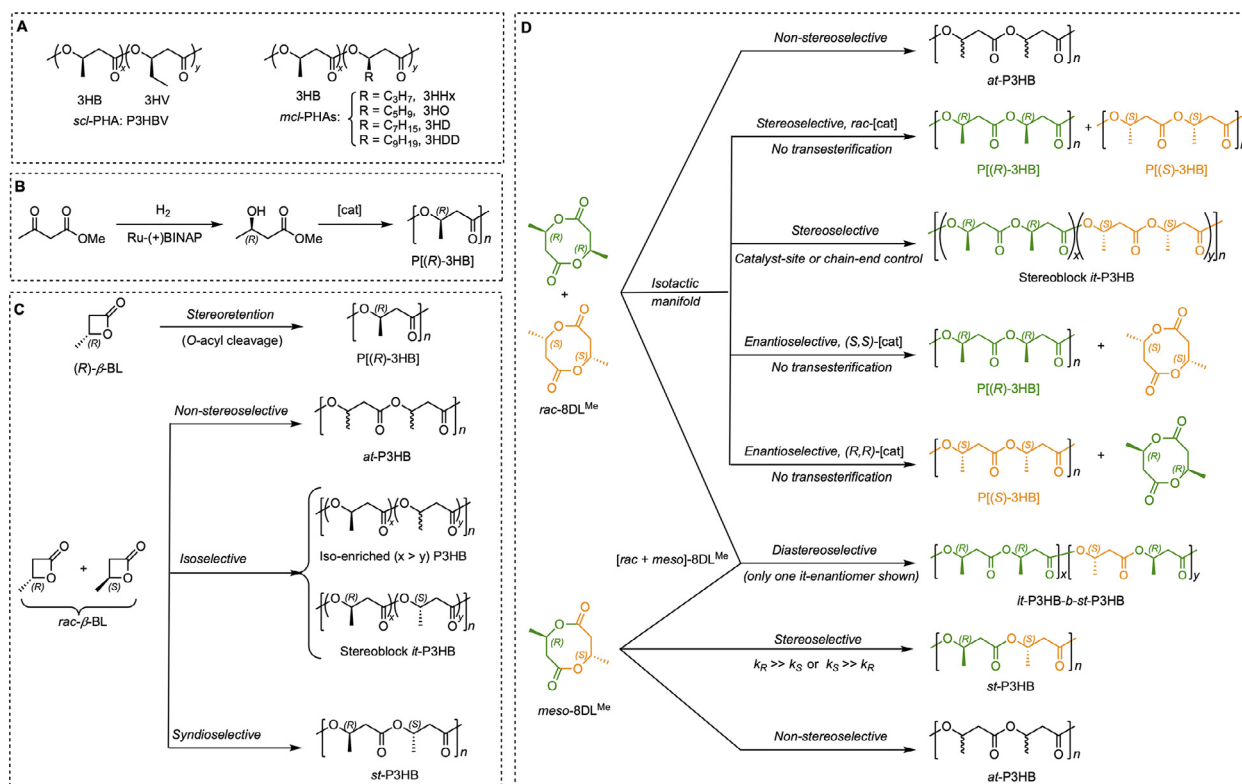 A
3HB
3HV
scl-PHA: P3HBV
3HB
mcl-PHAs:
R
R = C3H7, 3HHx
R = C5H9, 3HO
R = C7H15, 3HD
R = C9H19, 3HDD
B
H2
Ru-(+)BINAP
[cat]
P[(R)-3HB]
C
(R)-β-BL
Stereoretention
(O-acyl cleavage)
P[(R)-3HB]
Non-stereoselective
at-P3HB
Isoselective
Iso-enriched (x > y) P3HB
Stereoblock it-P3HB
rac-β-BL
Syndioselective
st-P3HB
D
Non-stereoselective
at-P3HB
Stereoselective, rac-[cat]
No transesterification
P[(R)-3HB]
+
P[(S)-3HB]
Stereoselective
Catalyst-site or chain-end control
Stereoblock it-P3HB
Isotactic
manifold
+
rac-8DLMe
Enantioselective, (S,S)-[cat]
No transesterification
P[(R)-3HB]
+
Enantioselective, (R,R)-[cat]
No transesterification
P[(S)-3HB]
+
[rac + meso]-8DLMe
Diastereoselective
(only one it-enantiomer shown)
it-P3HB-b-st-P3HB
meso-8DLMe
Stereoselective
kR >> kS or kS >> kR
st-P3HB
Non-stereoselective
at-P3HB